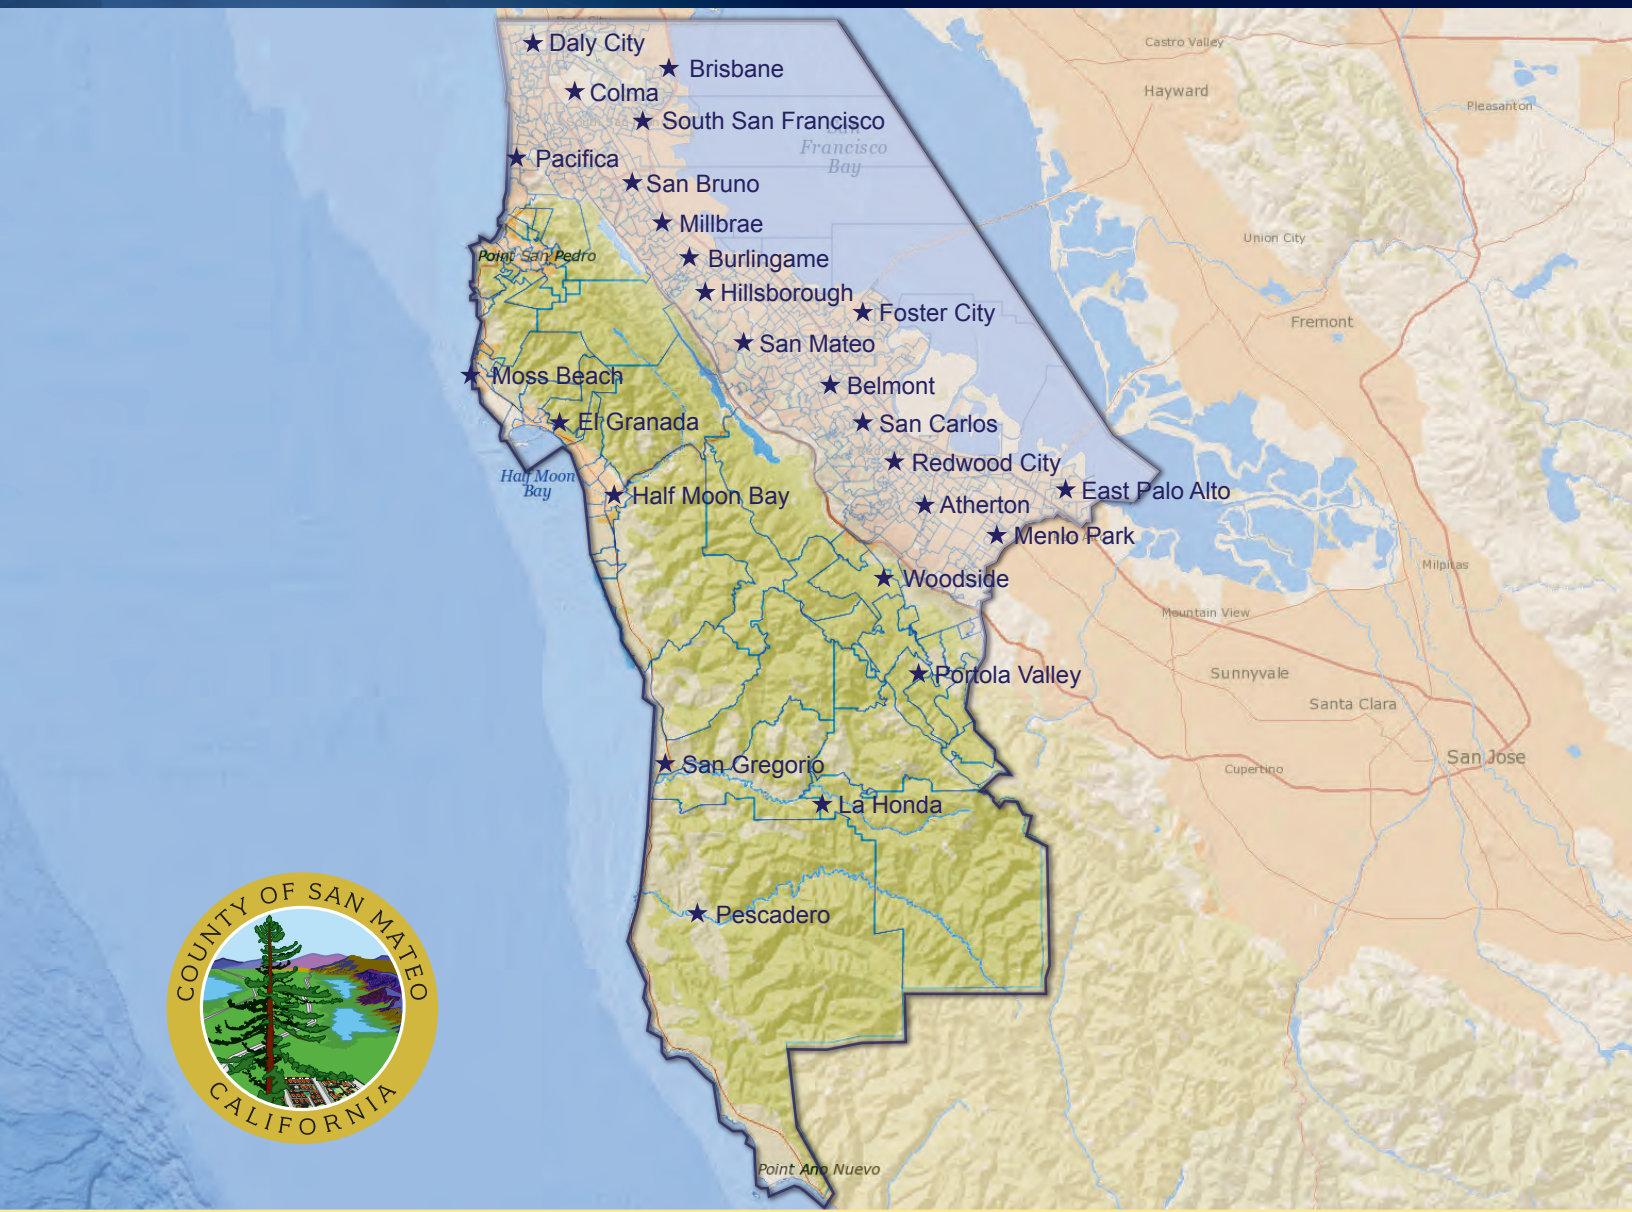 Daly City
Castro Valley
Brisbane
Hayward
Colma
Pleasanton
South San Francisco
San
Francisco
Bay
Pacifica
San Bruno
Millbrae
Union City
Point San Pedro
Burlingame
Hillsborough
Foster City
Fremont
San Mateo
Moss Beach
Belmont
El Granada
San Carlos
Redwood City
Half Moon
Bay
East Palo Alto
Half Moon Bay
Atherton
Menlo Park
Milpitas
Woodside
Mountain View
Portola Valley
Sunnyvale
Santa Clara
San Jose
San Gregorio
Cupertino
La Honda
Pescadero
COUNTY OF SAN MATEO
CALIFORNIA
Point Ano Nuevo